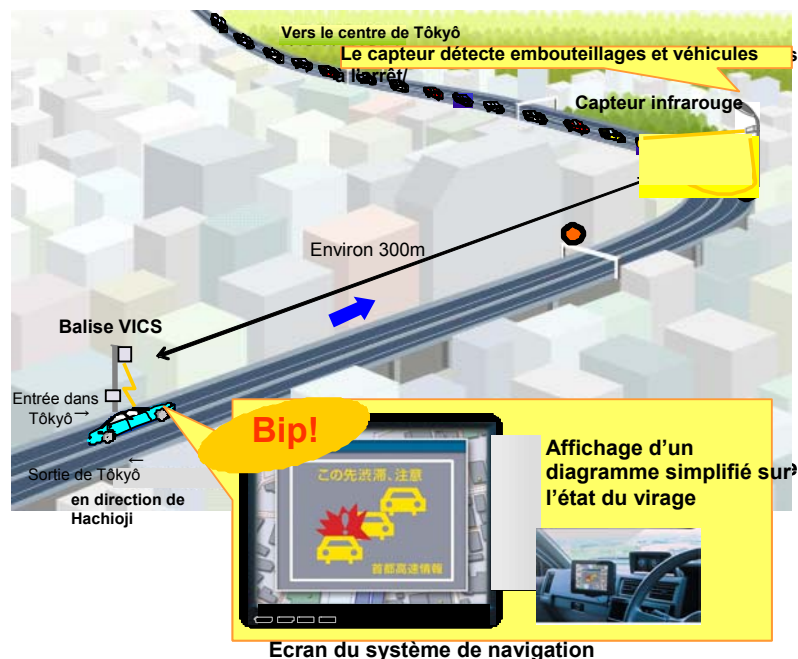 Vers le centre de Tôkyô
Le capteur détecte embouteillages et véhicules
à l'arrêt/
Capteur infrarouge
Environ 300m
Balise VICS
Entrée dans
Tôkyô→
←
Sortie de Tôkyô
en direction de
Hachioji
Bip!
この先渋滞、注意
首都高速情報
Affichage d’un
diagramme simplifié sur
l’état du virage
Ecran du système de navigation